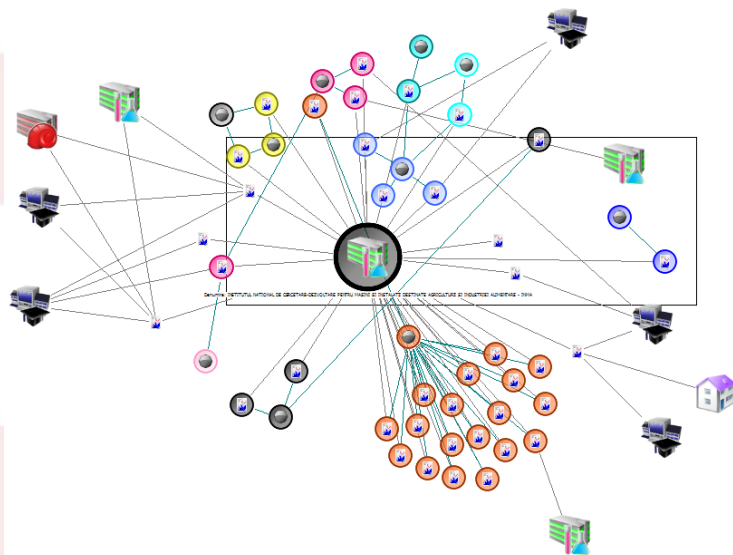 Denumire: INSTITUTUL NATIONAL DE CERCETARE-DEZVOLTARE PENTRU MASINI SI INSTALATII DESTINATE AGRICULTURII SI INDUSTRIEI ALIMENTARE - INMA